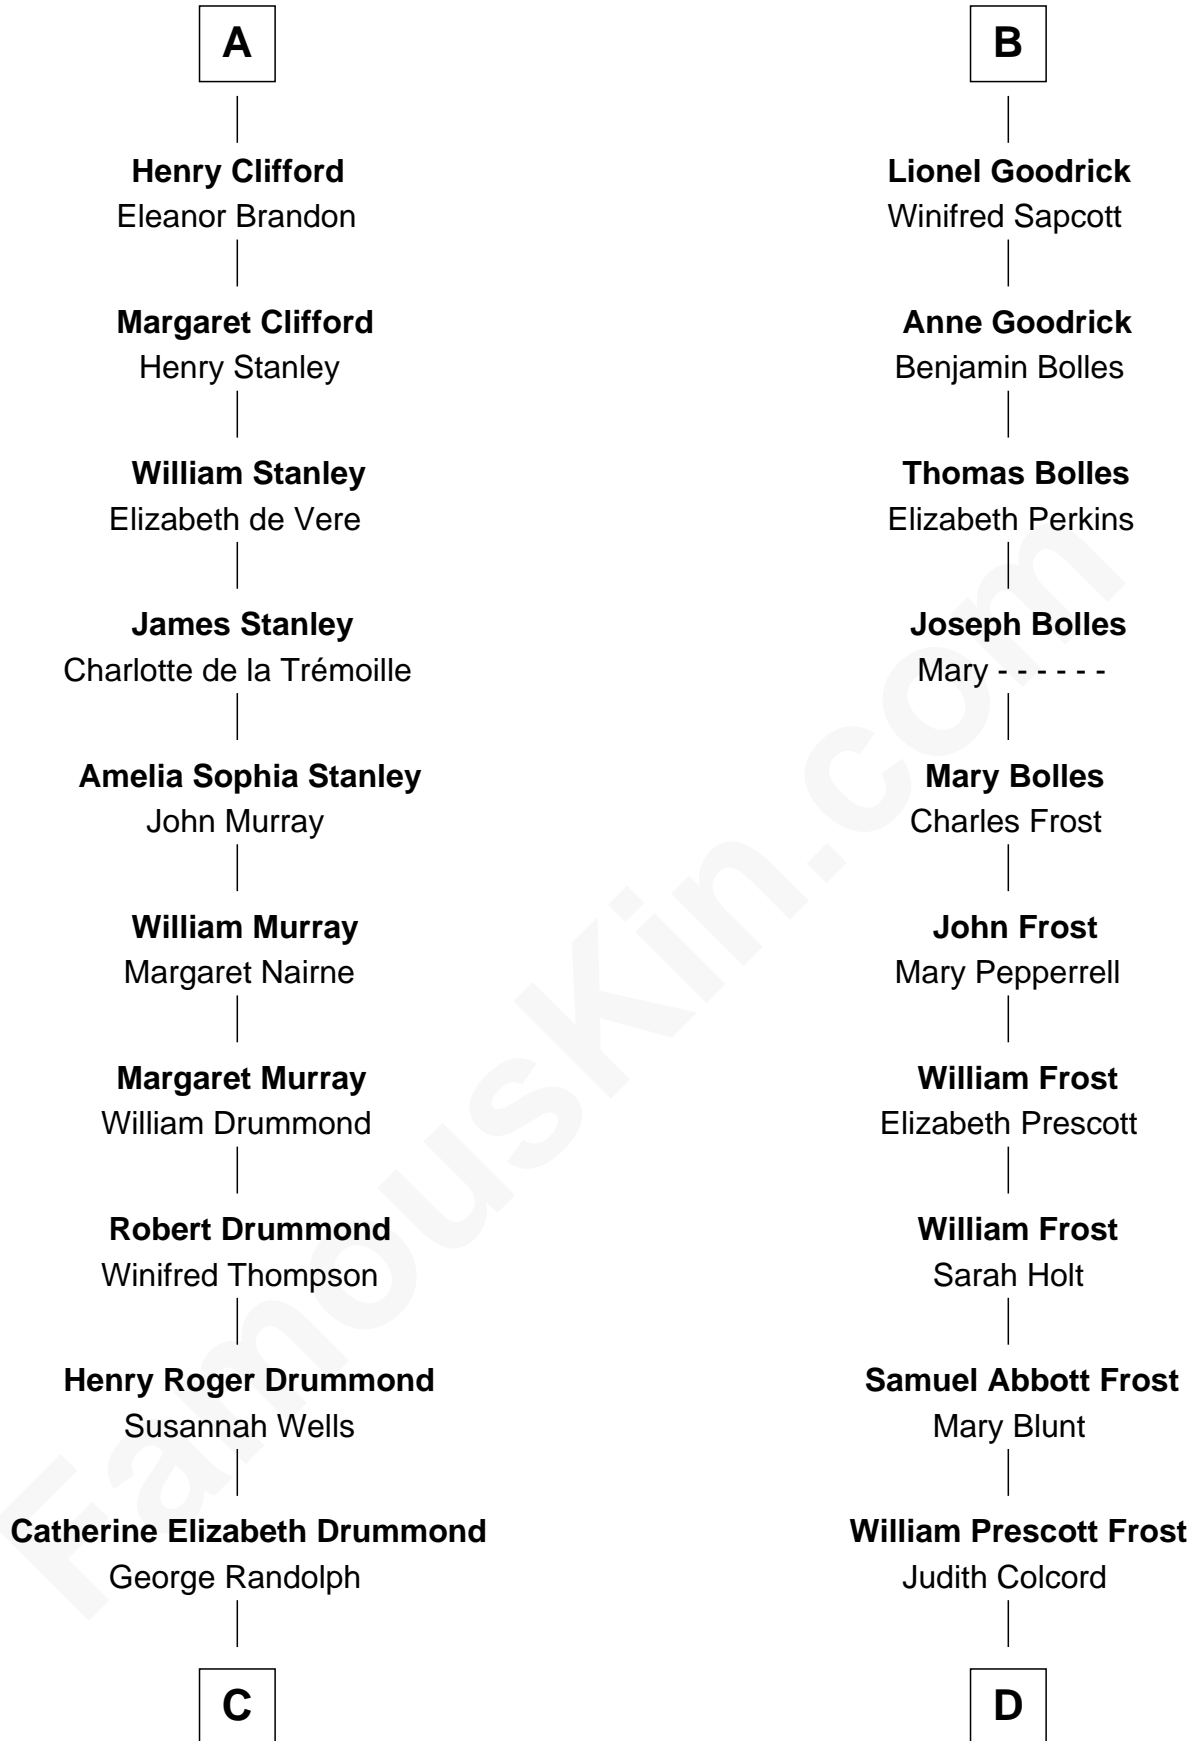 A
Henry Clifford
Eleanor Brandon
Margaret Clifford
Henry Stanley
William Stanley
Elizabeth de Vere
James Stanley
Charlotte de la Trémoille
Amelia Sophia Stanley
John Murray
William Murray
Margaret Nairne
Margaret Murray
William Drummond
Robert Drummond
Winifred Thompson
Henry Roger Drummond
Susannah Wells
Catherine Elizabeth Drummond
George Randolph
C
B
Lionel Goodrick
Winifred Sapcott
Anne Goodrick
Benjamin Bolles
Thomas Bolles
Elizabeth Perkins
Joseph Bolles
Mary - - - - - -
Mary Bolles
Charles Frost
John Frost
Mary Pepperrell
William Frost
Elizabeth Prescott
William Frost
Sarah Holt
Samuel Abbott Frost
Mary Blunt
William Prescott Frost
Judith Colcord
D
FamousKin.com